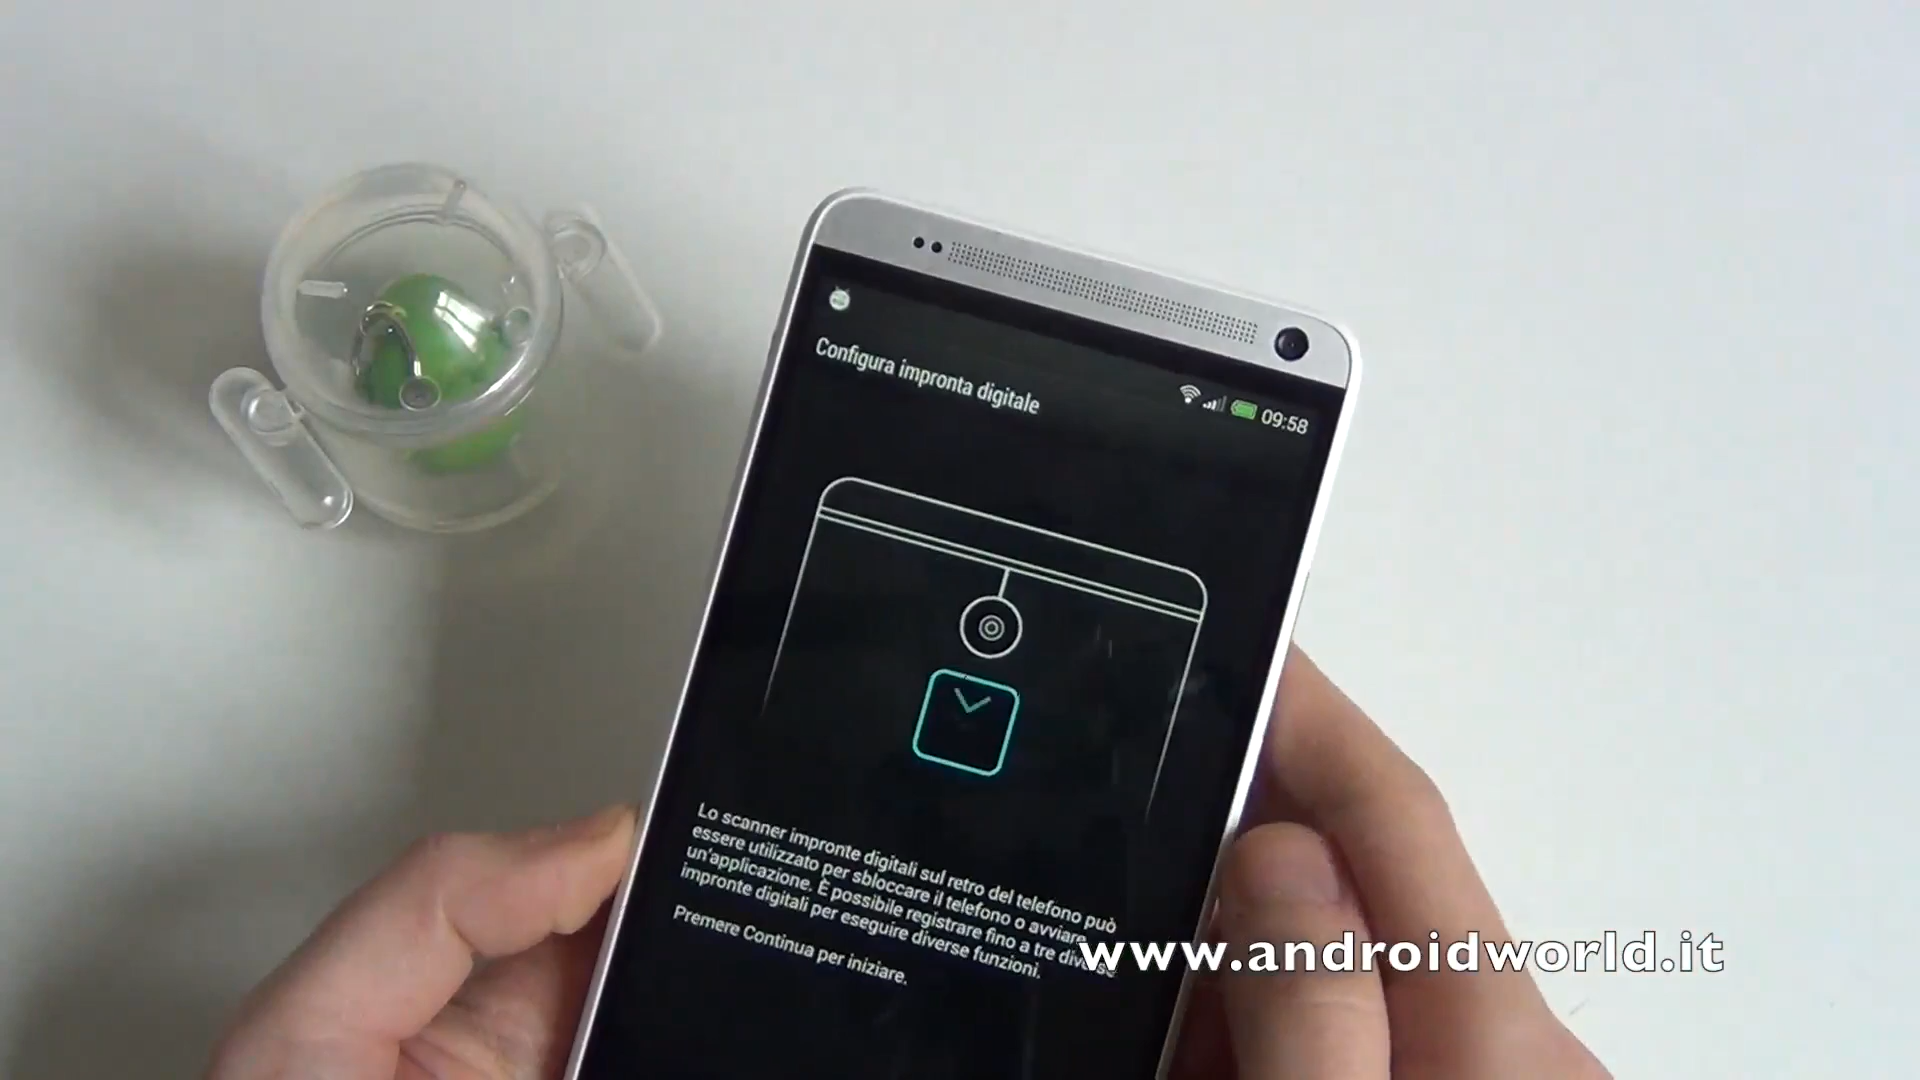 Configura impronta digitale
09:58
Lo scanner impronte digitali sul retro del telefono può
essere utilizzato per sbloccare il telefono o avviare
un'applicazione. È possibile registrare fino a tre diverse
impronte digitali per eseguire diverse funzioni.
Premere Continua per iniziare.
www.androidworld.it